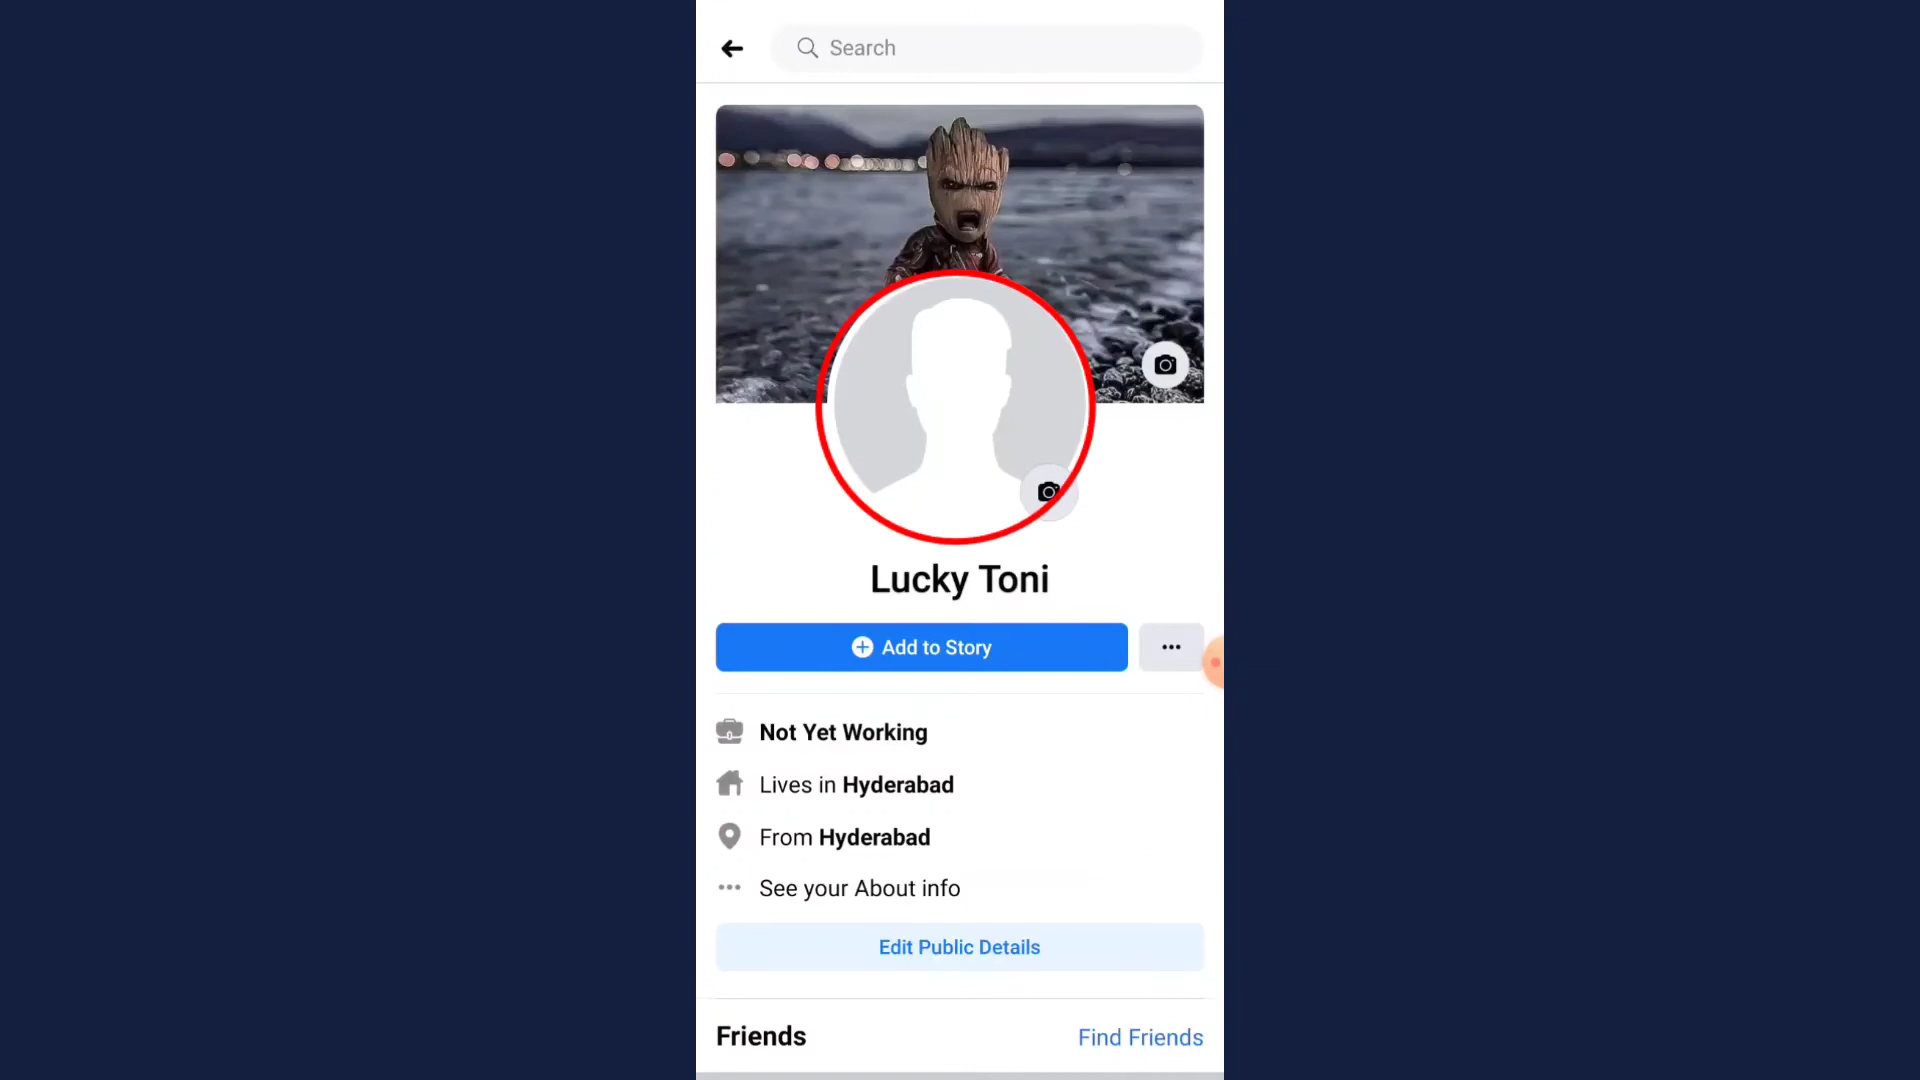 Search
Lucky Toni
Add to Story
Not Yet Working
Lives in Hyderabad
From Hyderabad
See your About info
Edit Public Details
Friends
Find Friends